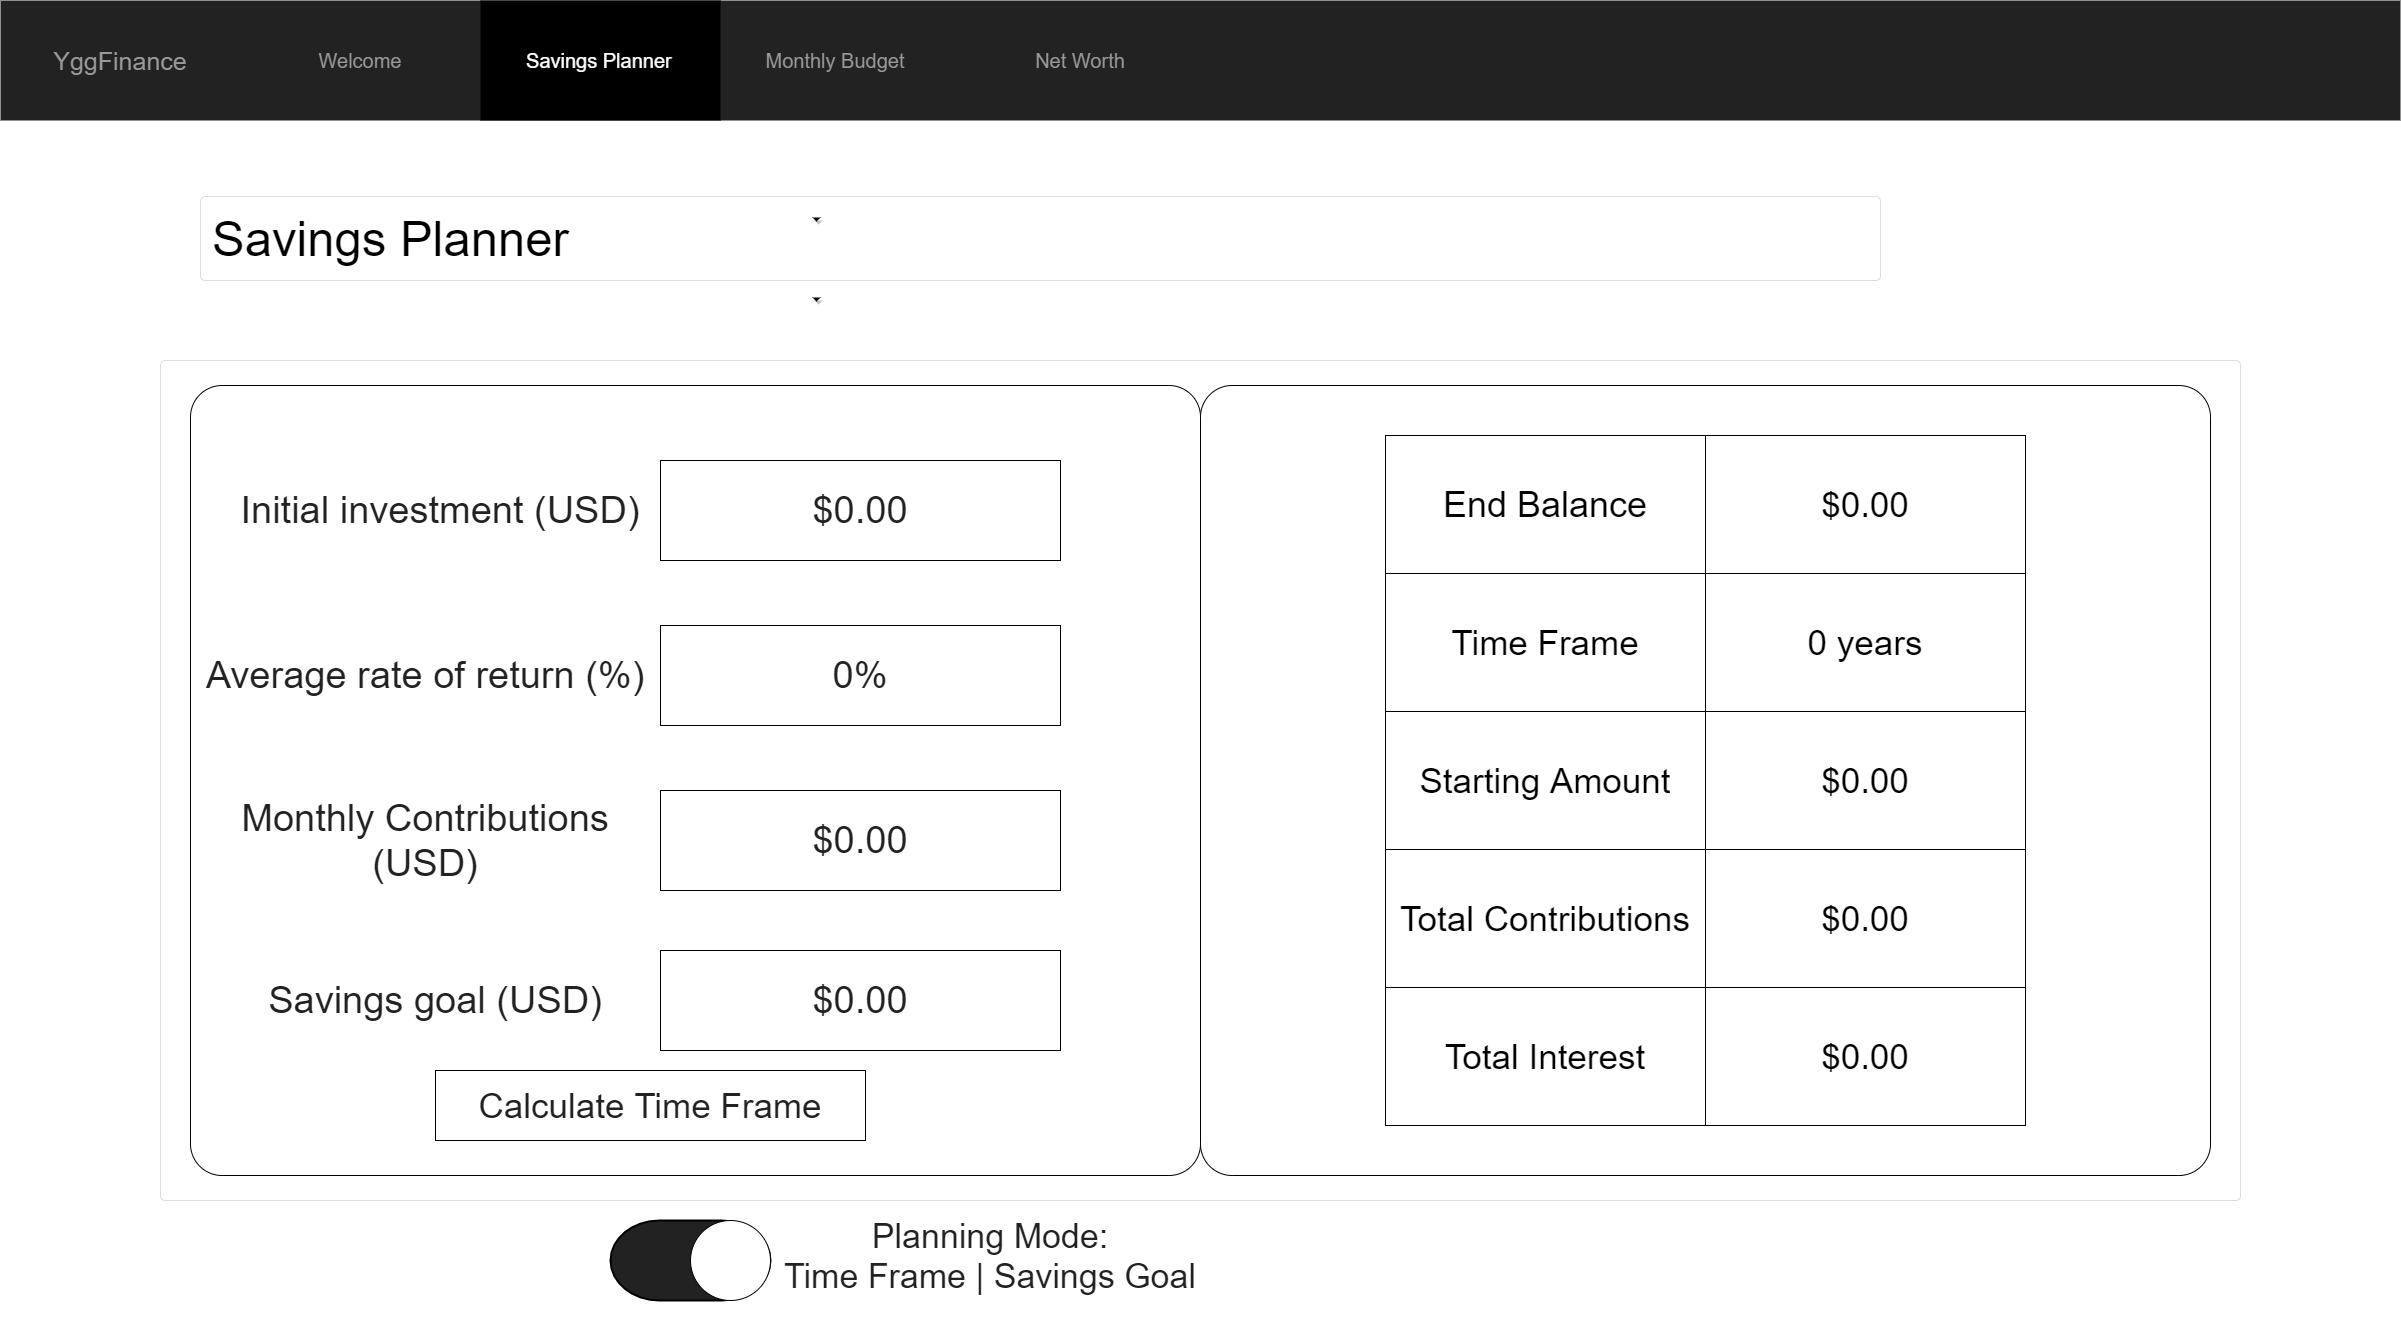 YggFinance
Welcome
Savings Planner
Monthly Budget
Net Worth
Savings Planner
Initial investment (USD)
$0.00
Average rate of return (%)
0%
Monthly Contributions
(USD)
$0.00
Savings goal (USD)
$0.00
Calculate Time Frame
End Balance
$0.00
Time Frame
0 years
Starting Amount
$0.00
Total Contributions
$0.00
Total Interest
$0.00
Planning Mode:
Time Frame | Savings Goal